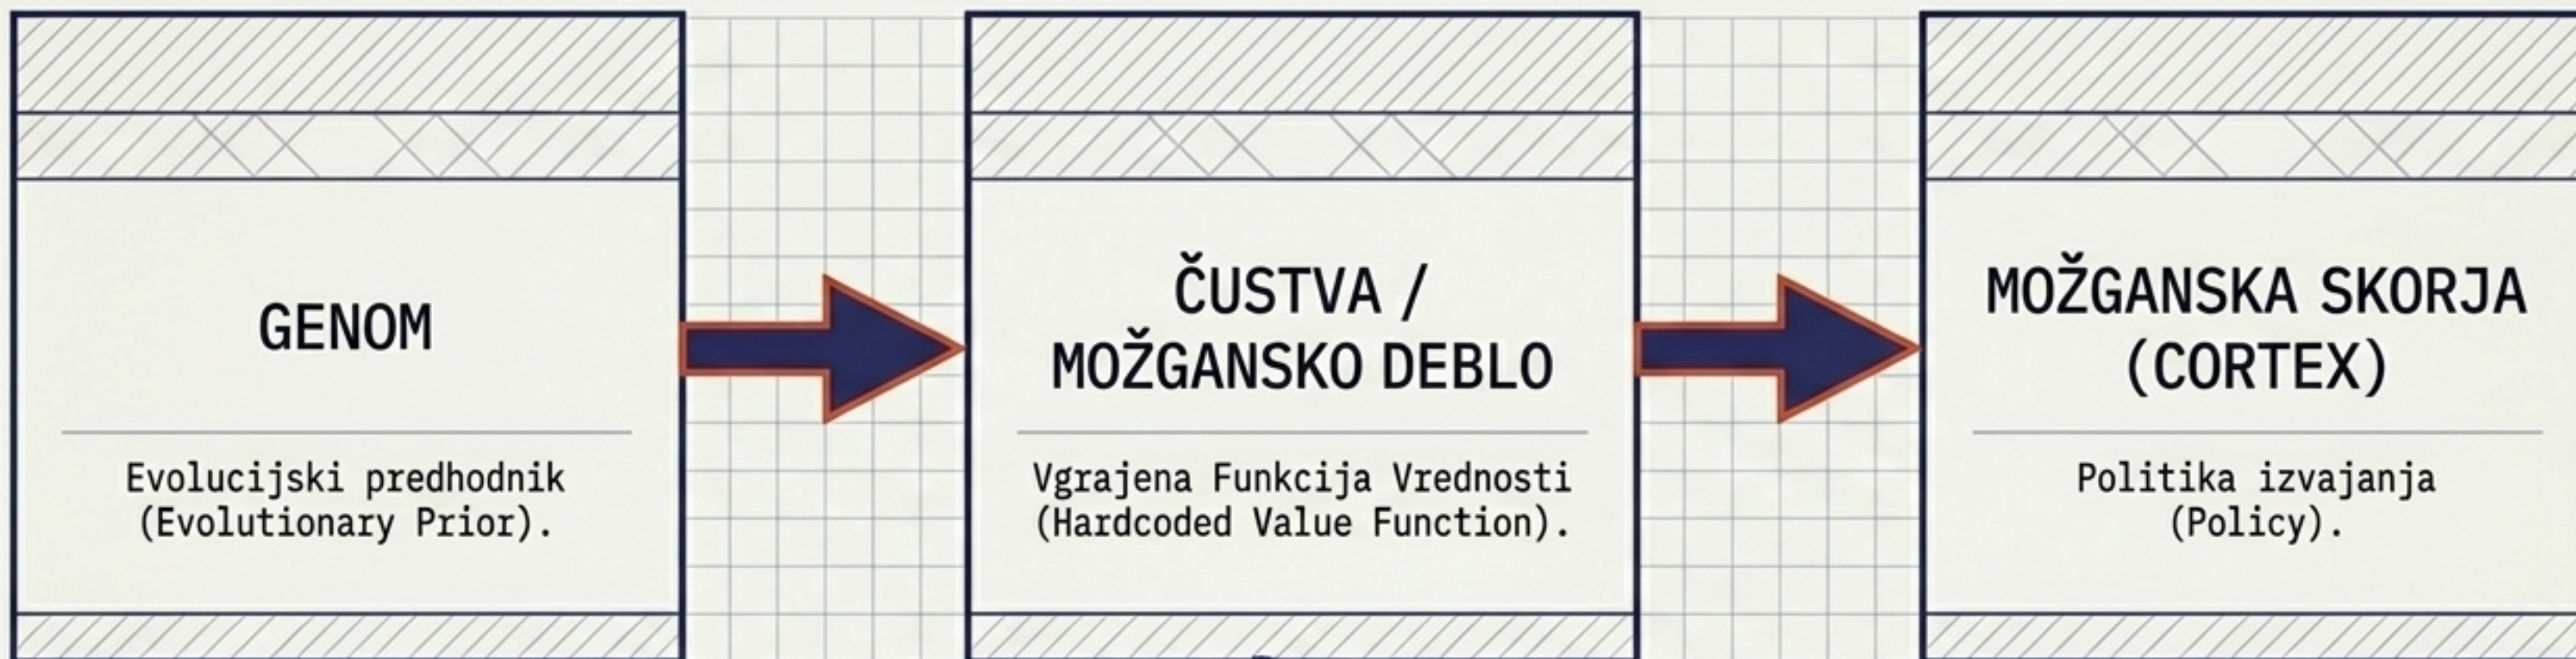 GENOM
Evolucijski predhodnik
(Evolutionary Prior).
ČUSTVA /
MOŽGANSKO DEBLO
Vgrajena Funkcija Vrednosti
(Hardcoded Value Function).
MOŽGANSKA SKORJA
(CORTEX)
Politika izvajanja
(Policy).